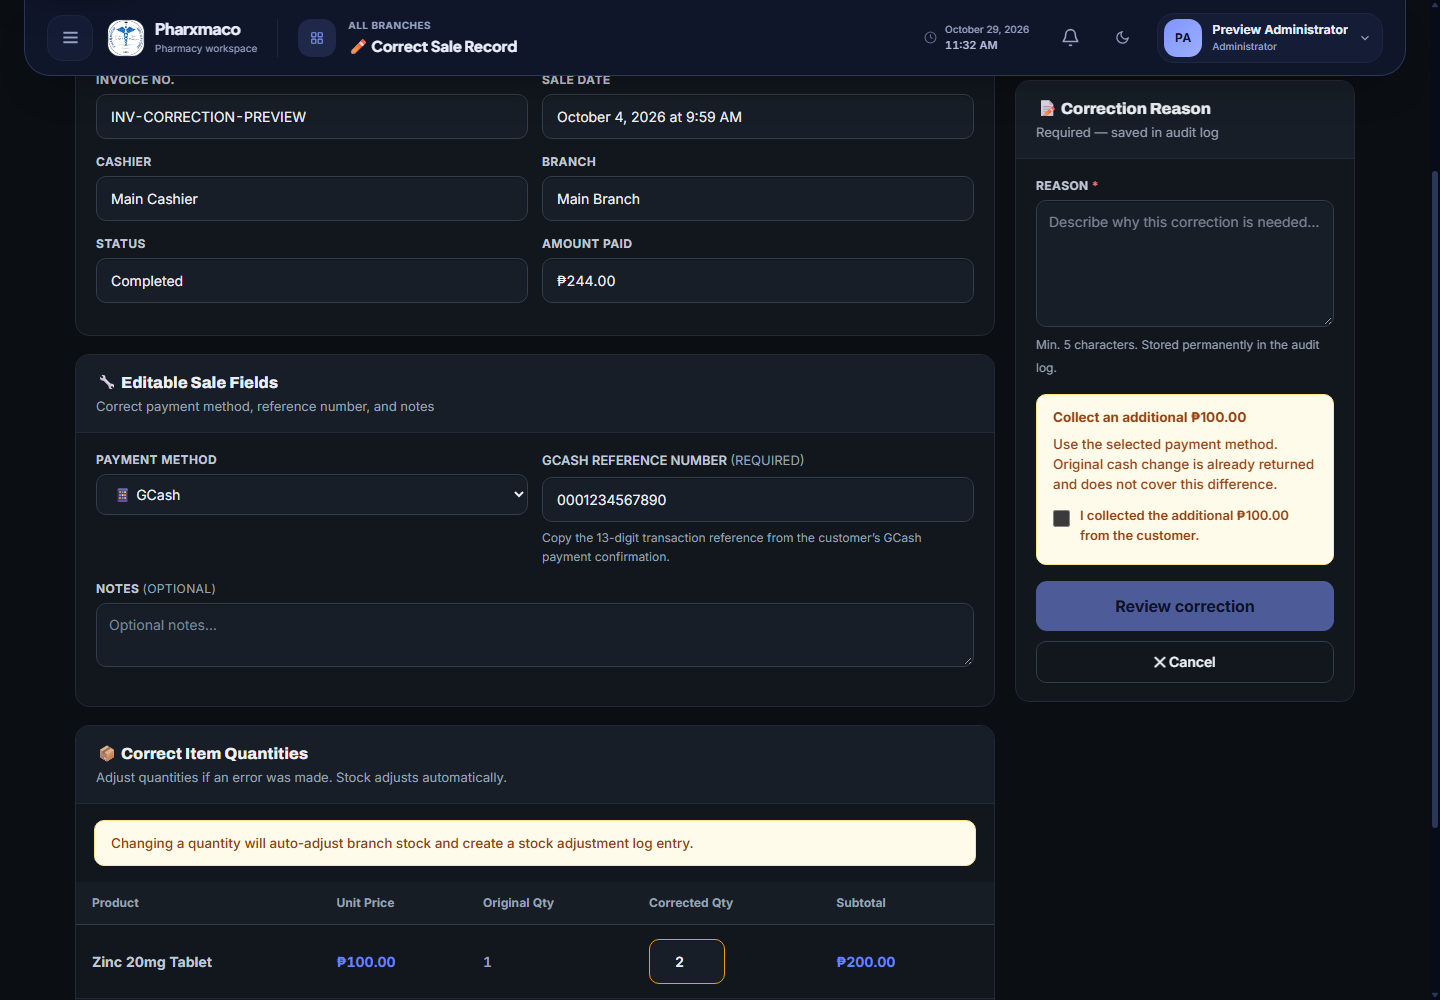 Pharxmaco
Pharmacy workspace
ALL BRANCHES
Correct Sale Record
October 29, 2026
11:32 AM
PA
Preview Administrator
Administrator
INVOICE NO.
INV-CORRECTION-PREVIEW
SALE DATE
October 4, 2026 at 9:59 AM
CASHIER
Main Cashier
BRANCH
Main Branch
STATUS
Completed
AMOUNT PAID
₱244.00
Editable Sale Fields
Correct payment method, reference number, and notes
PAYMENT METHOD
GCash
GCASH REFERENCE NUMBER (REQUIRED)
0001234567890
Copy the 13-digit transaction reference from the customer’s GCash
payment confirmation.
NOTES (OPTIONAL)
Optional notes...
Correct Item Quantities
Adjust quantities if an error was made. Stock adjusts automatically.
Changing a quantity will auto-adjust branch stock and create a stock adjustment log entry.
Product Unit Price Original Qty Corrected Qty Subtotal
Zinc 20mg Tablet ₱100.00 1 2 ₱200.00
Correction Reason
Required — saved in audit log
REASON *
Describe why this correction is needed...
Min. 5 characters. Stored permanently in the audit
log.
Collect an additional ₱100.00
Use the selected payment method.
Original cash change is already returned
and does not cover this difference.
I collected the additional ₱100.00
from the customer.
Review correction
Cancel